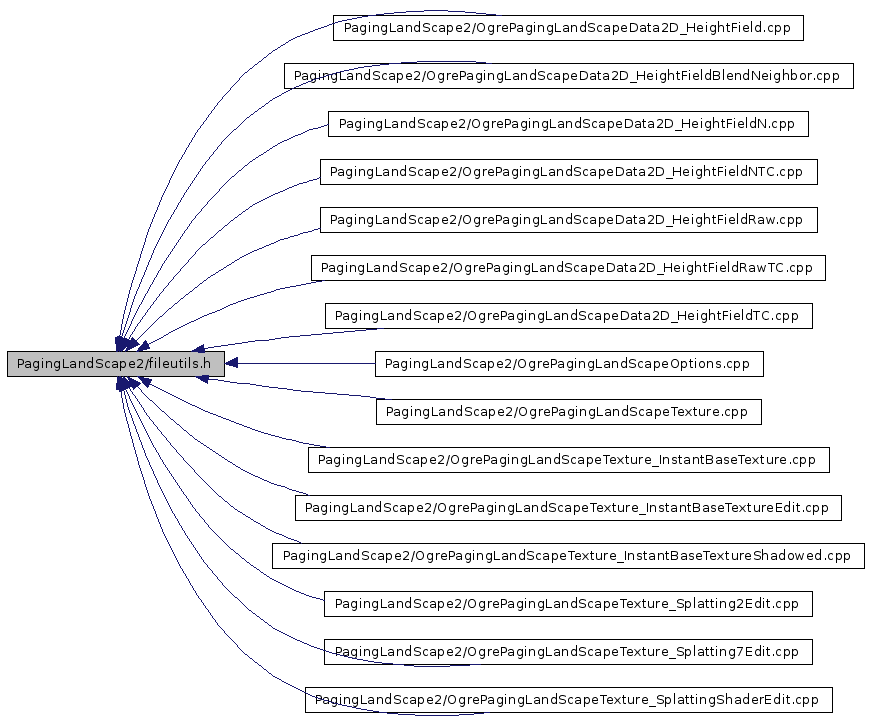 PagingLandScape2/OgrePagingLandScapeData2D_HeightField.cpp
PagingLandScape2/OgrePagingLandScapeData2D_HeightFieldBlendNeighbor.cpp
PagingLandScape2/OgrePagingLandScapeData2D_HeightFieldN.cpp
PagingLandScape2/OgrePagingLandScapeData2D_HeightFieldNTC.cpp
PagingLandScape2/OgrePagingLandScapeData2D_HeightFieldRaw.cpp
PagingLandScape2/OgrePagingLandScapeData2D_HeightFieldRawTC.cpp
PagingLandScape2/OgrePagingLandScapeData2D_HeightFieldTC.cpp
PagingLandScape2/fileutils.h
PagingLandScape2/OgrePagingLandScapeOptions.cpp
PagingLandScape2/OgrePagingLandScapeTexture.cpp
PagingLandScape2/OgrePagingLandScapeTexture_InstantBaseTexture.cpp
PagingLandScape2/OgrePagingLandScapeTexture_InstantBaseTextureEdit.cpp
PagingLandScape2/OgrePagingLandScapeTexture_InstantBaseTextureShadowed.cpp
PagingLandScape2/OgrePagingLandScapeTexture_Splatting2Edit.cpp
PagingLandScape2/OgrePagingLandScapeTexture_Splatting7Edit.cpp
PagingLandScape2/OgrePagingLandScapeTexture_SplattingShaderEdit.cpp